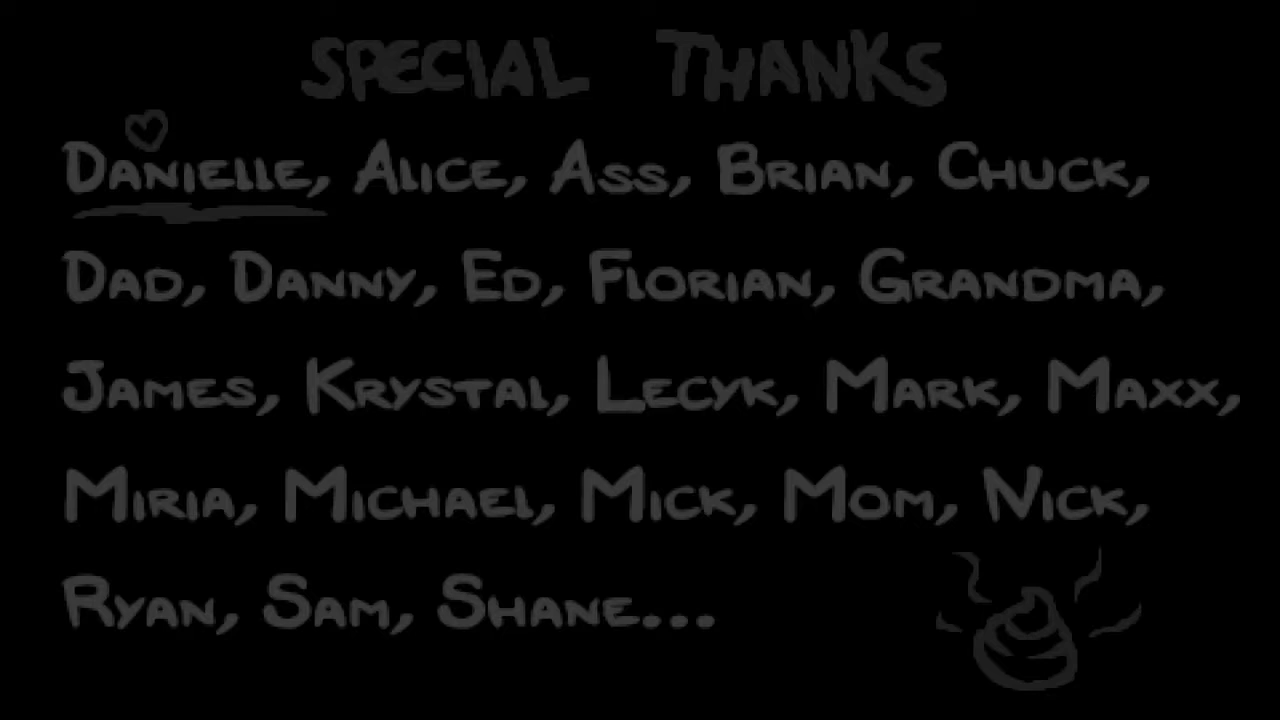 SPECIAL THANKS
DANIELLE, ALICE, ASS, BRIAN, CHUCK,
DAD, DANNY, ED, FLORIAN, GRANDMA,
JAMES, KRYSTAL, LECYK, MARK, MAXX,
MIRIA, MICHAEL, MICK, MOM, NICK,
RYAN, SAM, SHANE...